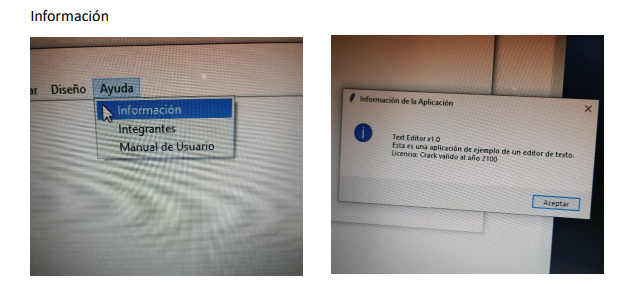 Información
ar Diseño Ayuda
Información
Integrantes
Manual de Usuario
Información de la Aplicación
Text Editor v1.0
Esta es una aplicación de ejemplo de un editor de texto.
Licencia: Crack valido al año 2100
Aceptar